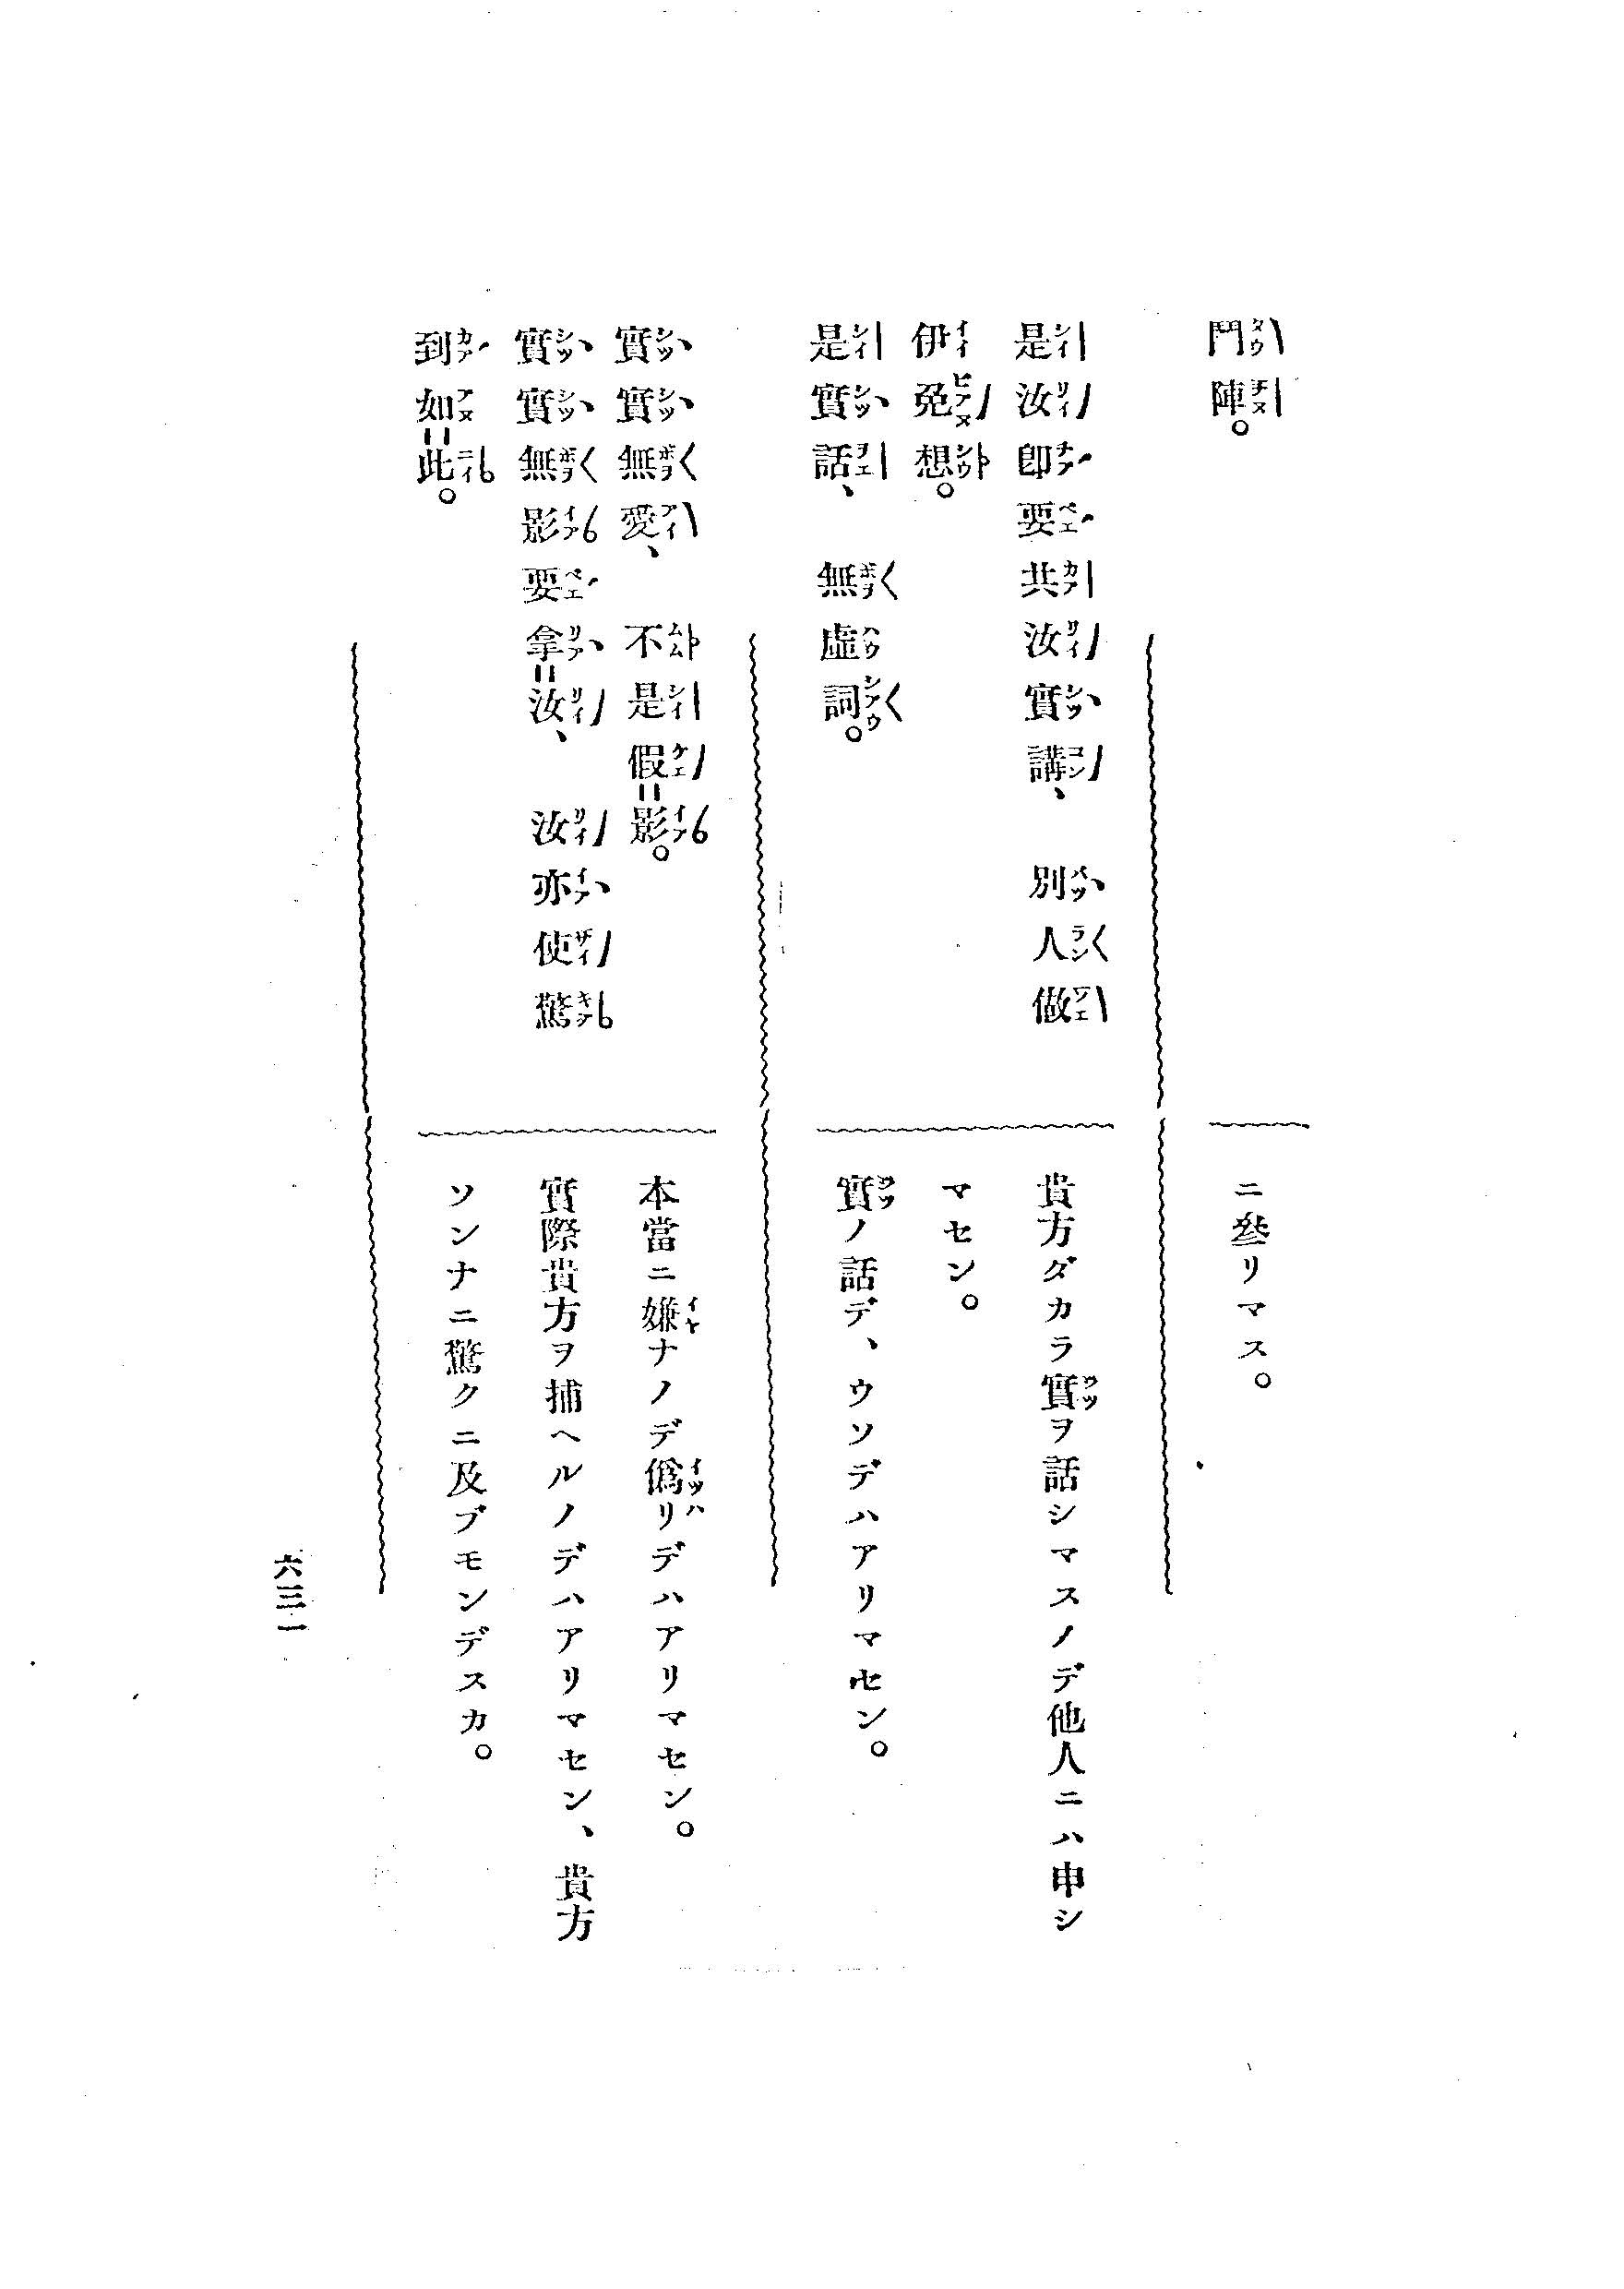 鬥陣。
ニ參リマス。
是汝卽要共汝實講、別人做
伊免想。
貴方ダカラ實ヲ話シマスノデ他人ニハ申シ
マセン。
是實話、無虛詞。
實ノ話デ、ウソデハアリマセン。
實實無愛、不是假=影。
本當ニ嫌ナノデ僞リデハアリマセン。
實實無影要拿=汝、汝亦使驚
到如=此。
實際貴方ヲ捕ヘルノデハアリマセン、貴方
ソンナニ驚クニ及ブモンデスカ。
六三一